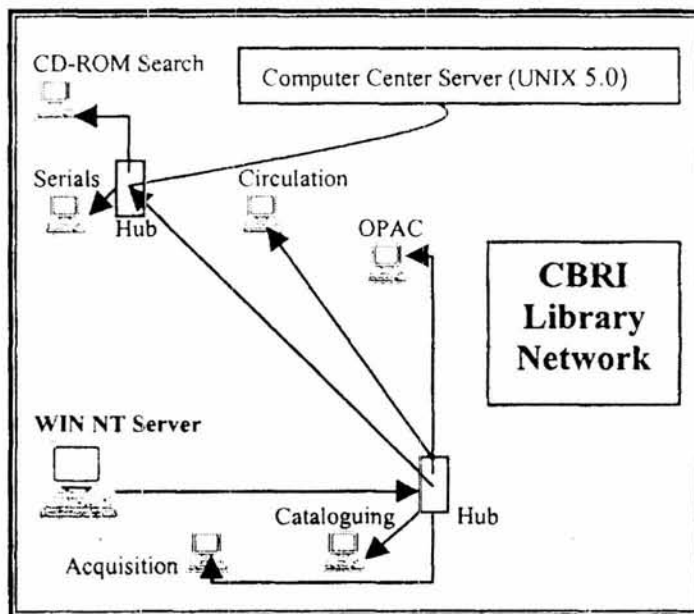 CD-ROM Search
Computer Center Server (UNIX 5.0)
Serials
Hub
Circulation
OPAC
CBRI
Library
Network
WIN NT Server
Cataloguing
Hub
Acquisition